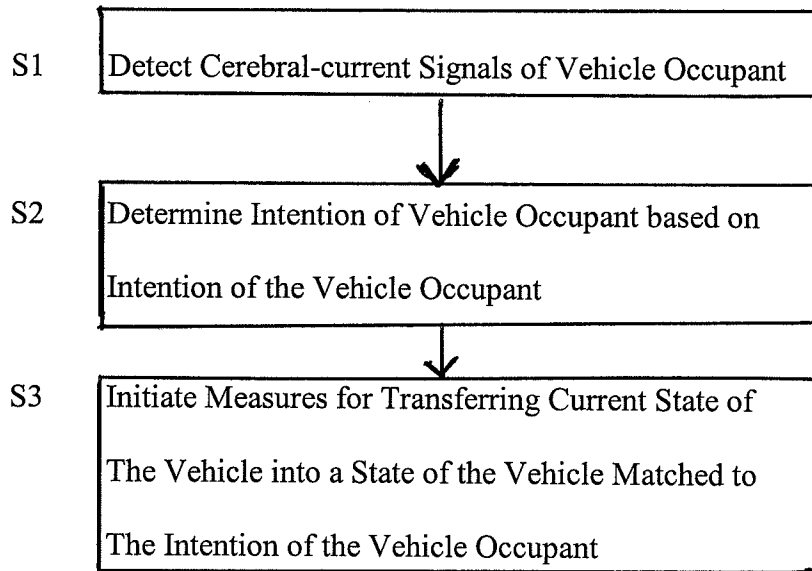 S1 Detect Cerebral-current Signals of Vehicle Occupant
S2 Determine Intention of Vehicle Occupant based on
Intention of the Vehicle Occupant
S3 Initiate Measures for Transferring Current State of
The Vehicle into a State of the Vehicle Matched to
The Intention of the Vehicle Occupant